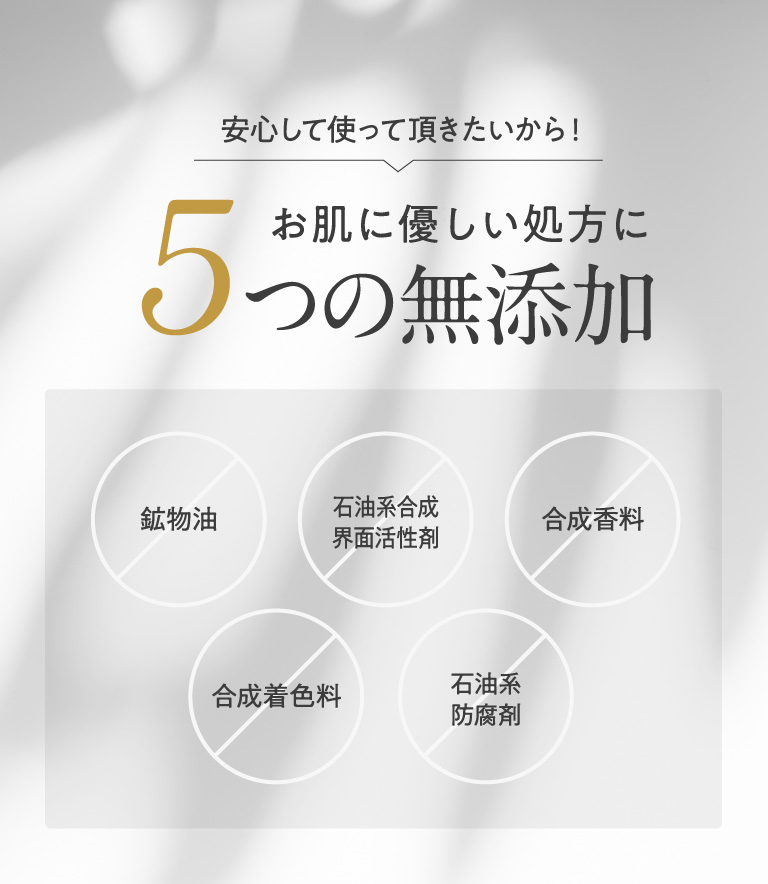 安心して使って頂きたいから！
お肌に優しい処方に
5つの無添加
鉱物油
石油系合成
界面活性剤
合成香料
合成着色料
石油系
防腐剤